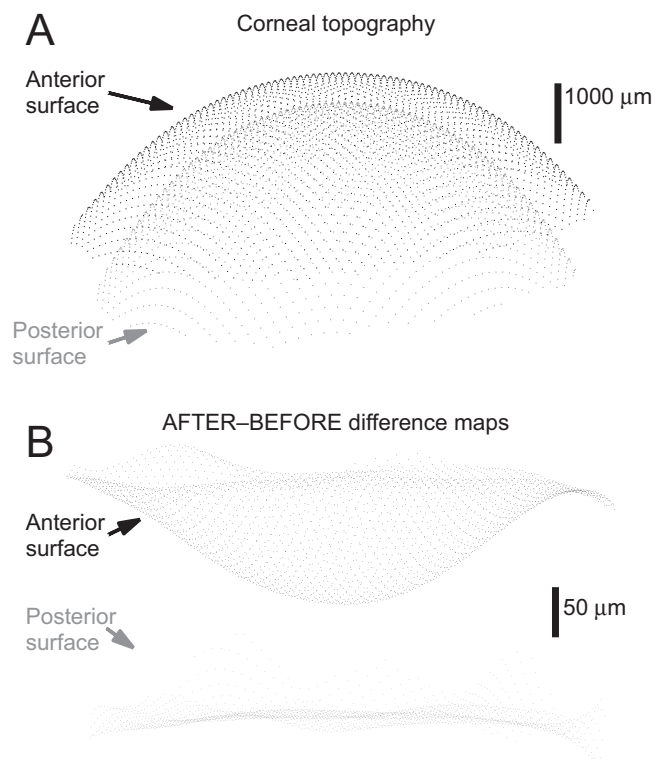 A
Corneal topography
Anterior
surface
1000 μm
Posterior
surface
B
AFTER–BEFORE difference maps
Anterior
surface
50 μm
Posterior
surface